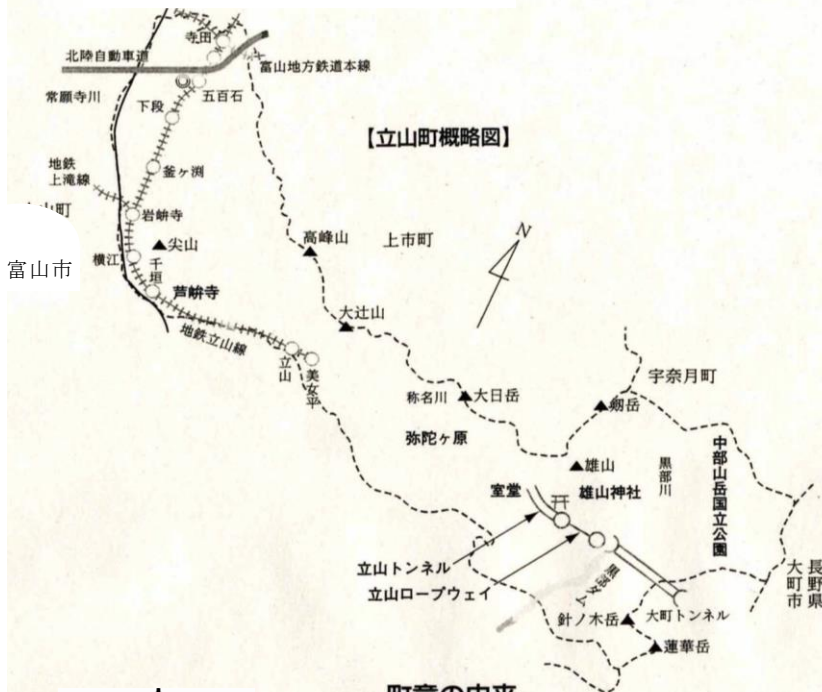 寺田
北陸自動車道
富山地方鉄道本線
常願寺川
五百石
下段
【立山町概略図】
地鉄
上滝線
釜ヶ渕
岩峅寺
富山市
尖山
横江
千垣
芦峅寺
高峰山
上市町
N
大辻山
地鉄立山線
立山
美女平
称名川
大日岳
宇奈月町
剱岳
弥陀ヶ原
雄山
黒部川
中部山岳国立公園
室堂
雄山神社
立山トンネル
立山ロープウェイ
黒部ダム
長野県
大町市
針ノ木岳
大町トンネル
蓮華岳